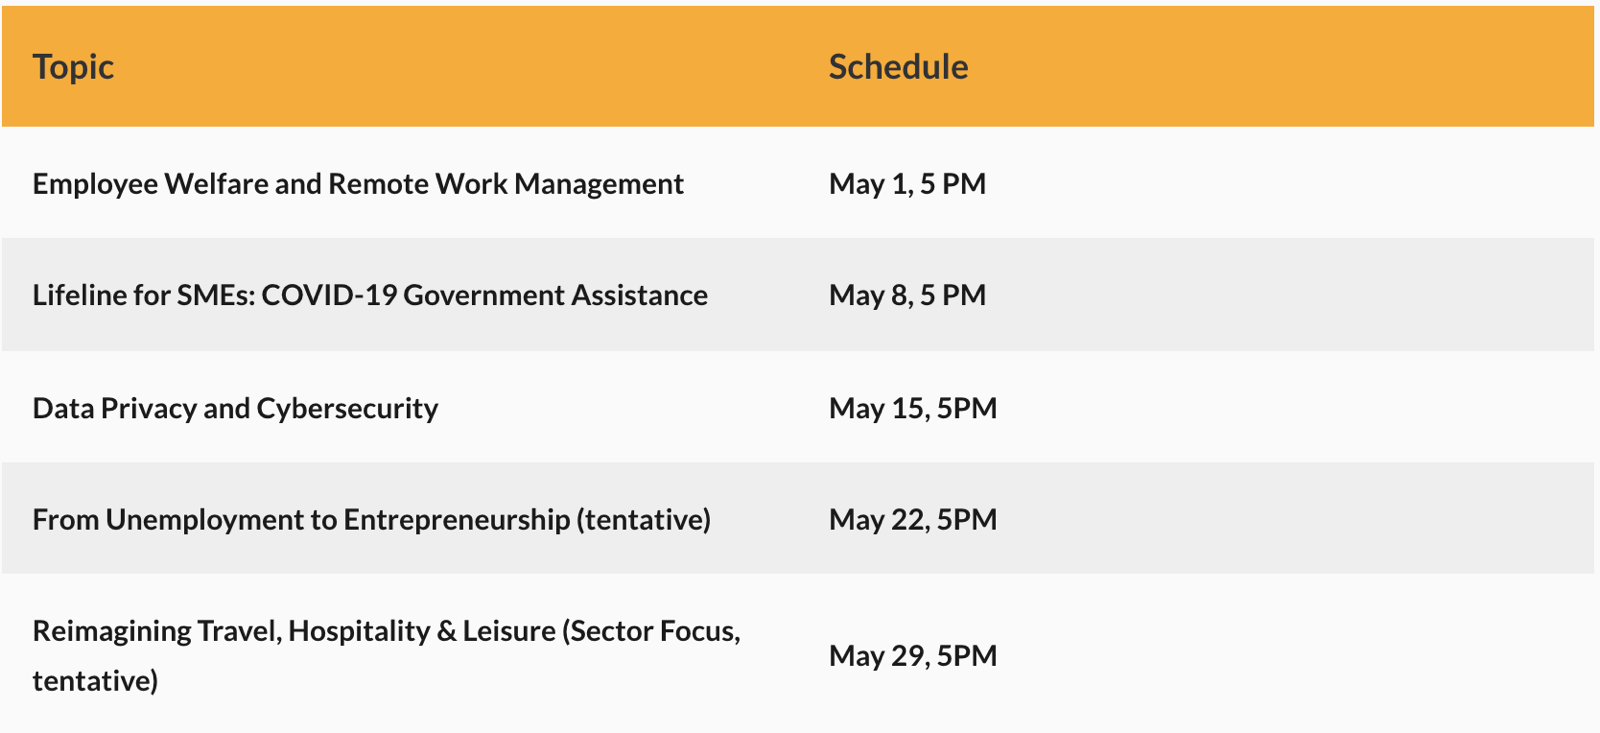 Topic Schedule
Employee Welfare and Remote Work Management May 1, 5 PM
Lifeline for SMEs: COVID-19 Government Assistance May 8, 5 PM
Data Privacy and Cybersecurity May 15, 5PM
From Unemployment to Entrepreneurship (tentative) May 22, 5PM
Reimagining Travel, Hospitality & Leisure (Sector Focus,
tentative)
May 29, 5PM